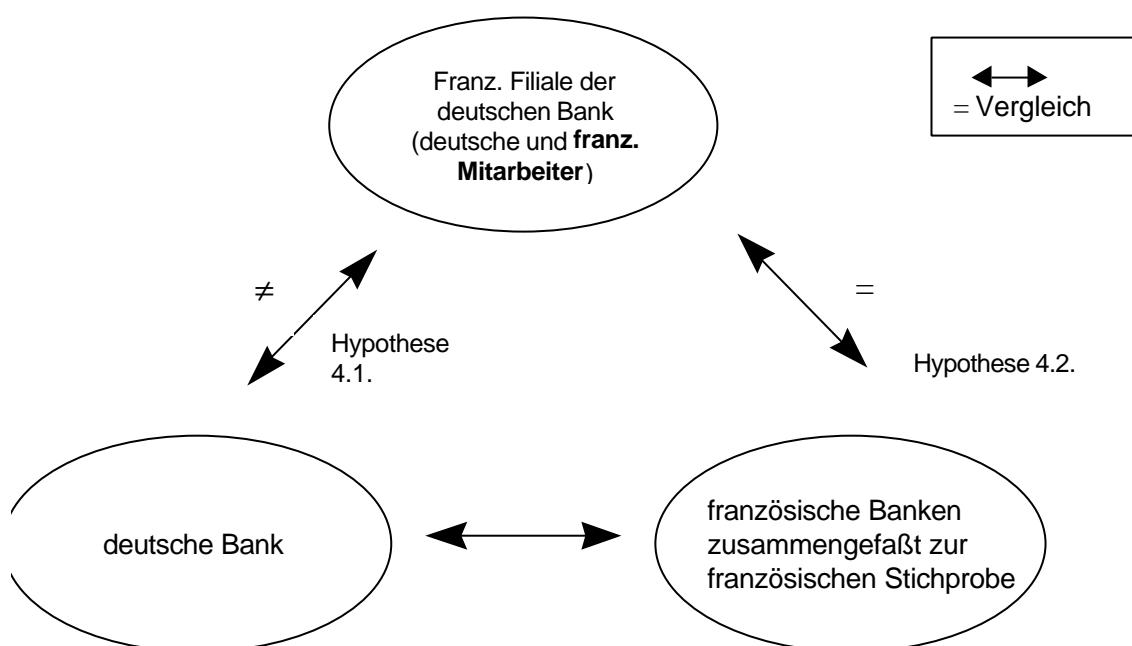 Franz. Filiale der
deutschen Bank
(deutsche und franz.
Mitarbeiter)
= Vergleich
≠
=
Hypothese
4.1.
Hypothese 4.2.
deutsche Bank
französische Banken
zusammengefaßt zur
französischen Stichprobe